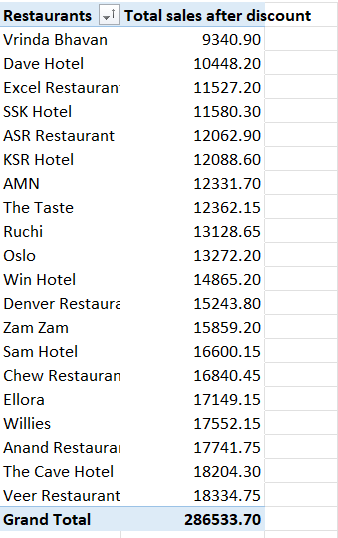 Restaurants Total sales after discount
Vrinda Bhavan 9340.90
Dave Hotel 10448.20
Excel Restauran 11527.20
SSK Hotel 11580.30
ASR Restaurant 12062.90
KSR Hotel 12088.60
AMN 12331.70
The Taste 12362.15
Ruchi 13128.65
Oslo 13272.20
Win Hotel 14865.20
Denver Restaura 15243.80
Zam Zam 15859.20
Sam Hotel 16600.15
Chew Restauran 16840.45
Ellora 17149.15
Willies 17552.15
Anand Restaura 17741.75
The Cave Hotel 18204.30
Veer Restaurant 18334.75
Grand Total 286533.70